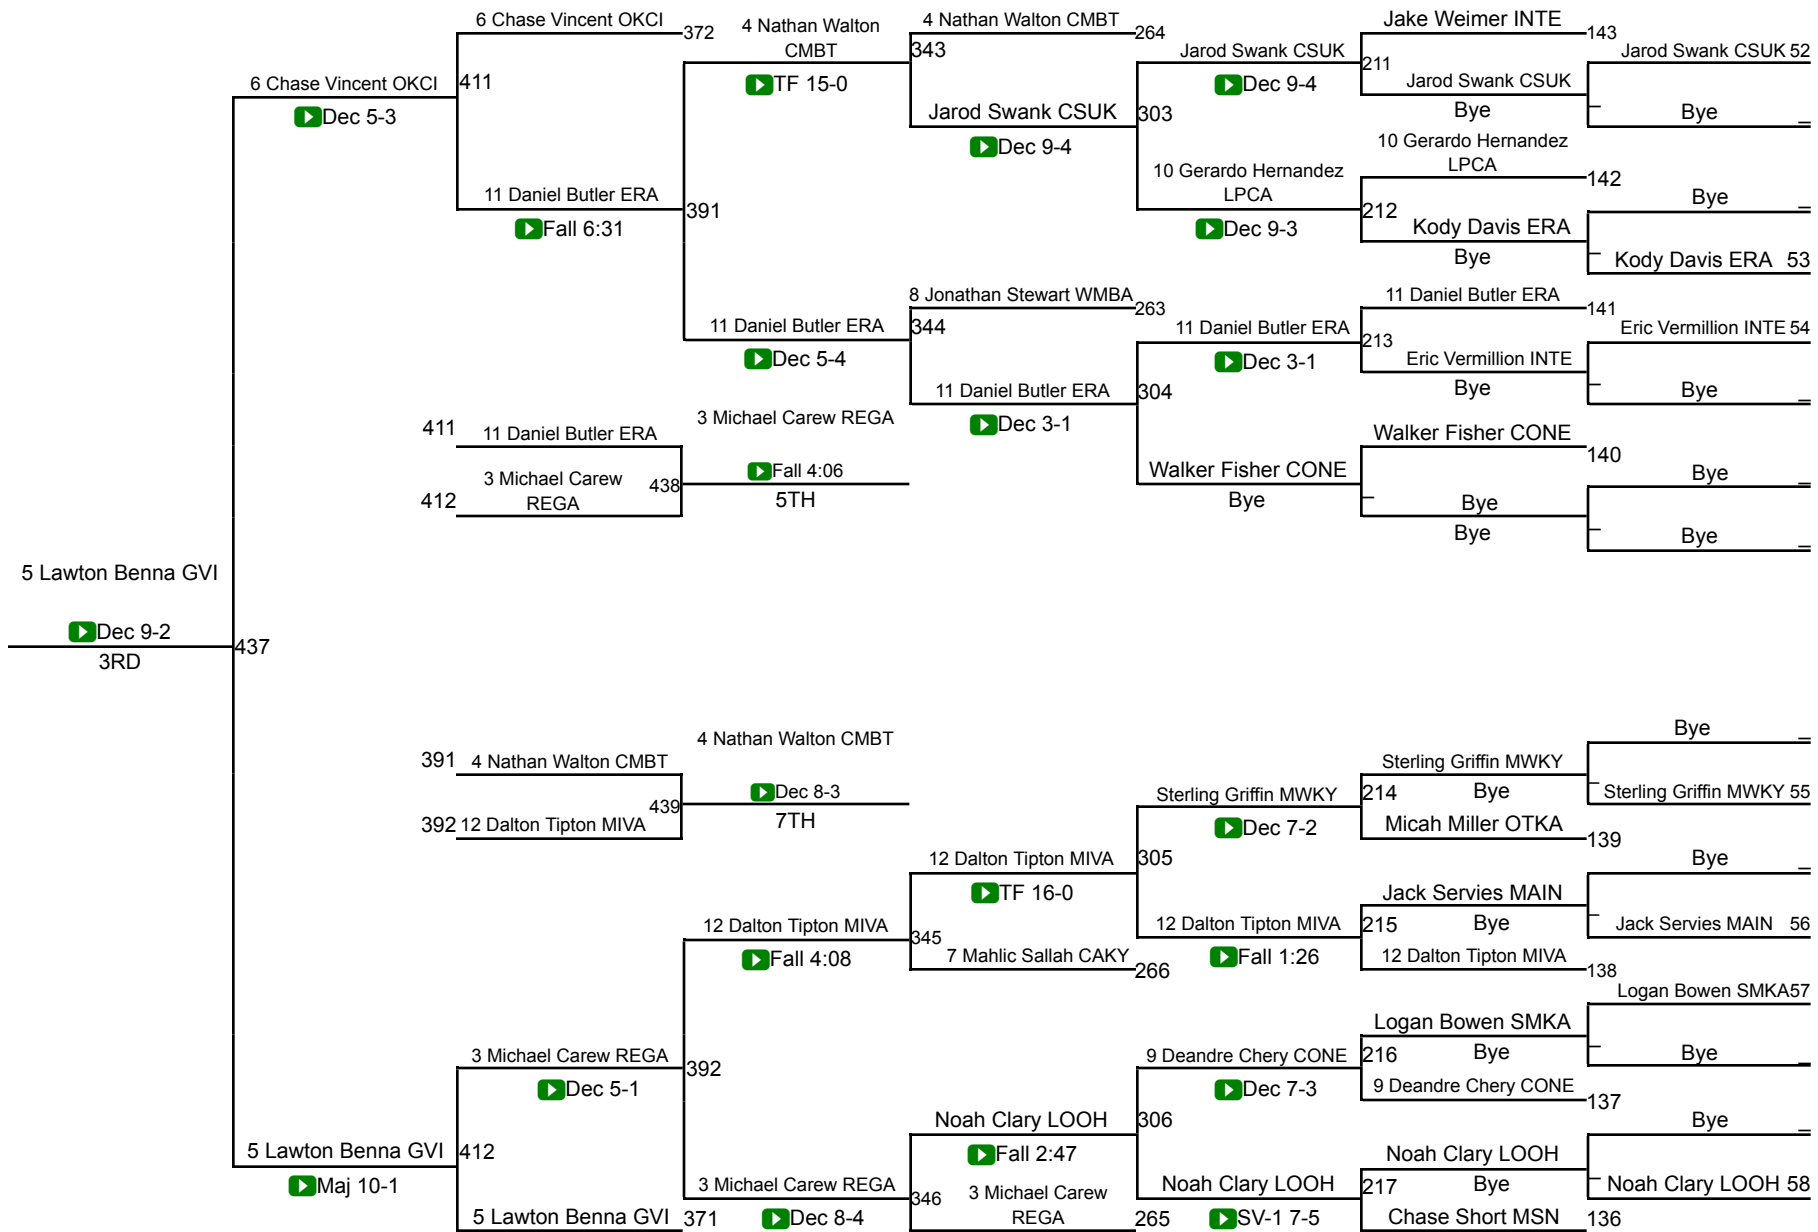 6 Chase Vincent OKCI
372
4 Nathan Walton
CMBT
TF 15-0
4 Nathan Walton CMBT
264
343
Jarod Swank CSUK
Dec 9-4
Jake Weimer INTE
143
Jarod Swank CSUK 52
211
Jarod Swank CSUK
Bye
Bye
6 Chase Vincent OKCI
411
Dec 5-3
Jarod Swank CSUK
303
Dec 9-4
10 Gerardo Hernandez
LPCA
142
10 Gerardo Hernandez
LPCA
Dec 9-3
212
Kody Davis ERA
Bye
Bye
Kody Davis ERA 53
11 Daniel Butler ERA
391
Fall 6:31
8 Jonathan Stewart WMBA
263
11 Daniel Butler ERA
344
Dec 5-4
11 Daniel Butler ERA
Dec 3-1
11 Daniel Butler ERA
141
Eric Vermillion INTE 54
213
Eric Vermillion INTE
Bye
Bye
11 Daniel Butler ERA
304
Dec 3-1
411
11 Daniel Butler ERA
3 Michael Carew REGA
438
Fall 4:06
5TH
412
3 Michael Carew
REGA
Walker Fisher CONE
140
Walker Fisher CONE
Bye
Bye
Bye
Bye
Bye
5 Lawton Benna GVI
Dec 9-2
437
3RD
391
4 Nathan Walton CMBT
4 Nathan Walton CMBT
439
Dec 8-3
7TH
392
12 Dalton Tipton MIVA
Bye
Sterling Griffin MWKY
Sterling Griffin MWKY
214
Bye
Sterling Griffin MWKY 55
Dec 7-2
Micah Miller OTKA
139
12 Dalton Tipton MIVA
305
TF 16-0
Bye
Jack Servies MAIN
12 Dalton Tipton MIVA
215
Bye
Jack Servies MAIN 56
Fall 1:26
12 Dalton Tipton MIVA
138
12 Dalton Tipton MIVA
345
Fall 4:08
7 Mahlic Sallah CAKY
266
Logan Bowen SMKA57
Logan Bowen SMKA
3 Michael Carew REGA
392
Dec 5-1
9 Deandre Chery CONE
216
Bye
Bye
Dec 7-3
9 Deandre Chery CONE
137
Noah Clary LOOH
306
Fall 2:47
Bye
5 Lawton Benna GVI
412
Maj 10-1
Noah Clary LOOH
3 Michael Carew REGA
346
Dec 8-4
3 Michael Carew
REGA
265
Noah Clary LOOH
217
Bye
Noah Clary LOOH 58
SV-1 7-5
5 Lawton Benna GVI
371
Chase Short MSN
136